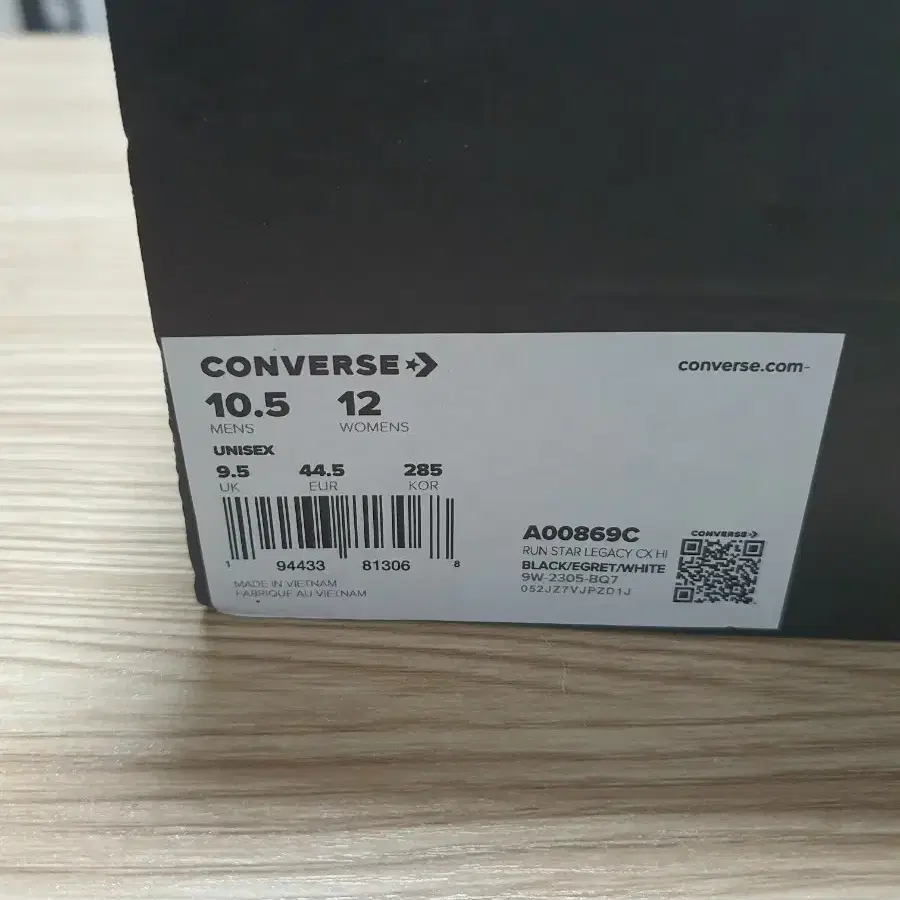 CONVERSE
converse.com
10.5 12
MENS WOMENS
UNISEX
9.5 44.5 285
UK EUR KOR
1 94433 81306 8
MADE IN VIETNAM
FABRIQUE AU VIETNAM
A00869C
RUN STAR LEGACY CX HI
BLACK/EGRET/WHITE
9W-2305-BQ7
052JZ7VJPZD1J
CONVERSE